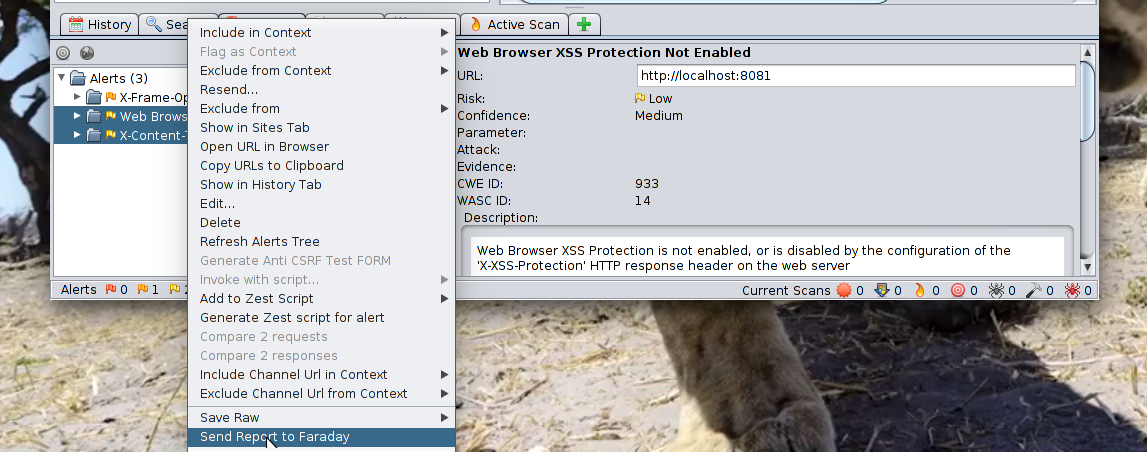 History
Sea
Active Scan
Alerts (3)
X-Frame-Op
Web Brows
X-Content-
Alerts 0 1 2
Include in Context
Flag as Context
Exclude from Context
Resend...
Exclude from
Show in Sites Tab
Open URL in Browser
Copy URLs to Clipboard
Show in History Tab
Edit...
Delete
Refresh Alerts Tree
Generate Anti CSRF Test FORM
Invoke with script...
Add to Zest Script
Generate Zest script for alert
Compare 2 requests
Compare 2 responses
Include Channel Url in Context
Exclude Channel Url from Context
Save Raw
Send Report to Faraday
Web Browser XSS Protection Not Enabled
URL: http://localhost:8081
Risk: Low
Confidence: Medium
Parameter:
Attack:
Evidence:
CWE ID: 933
WASC ID: 14
Description:
Web Browser XSS Protection is not enabled, or is disabled by the configuration of the
'X-XSS-Protection' HTTP response header on the web server
Current Scans 0 0 0 0 0 0 0